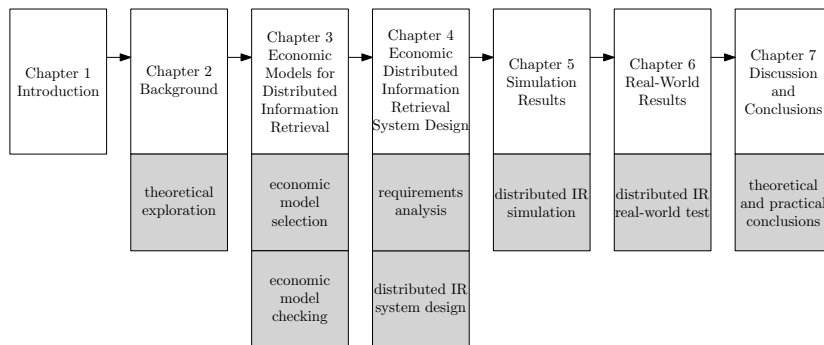 Chapter 1
Introduction
Chapter 2
Background
theoretical
exploration
Chapter 3
Economic
Models for
Distributed
Information
Retrieval
economic
model
selection
economic
model
checking
Chapter 4
Economic
Distributed
Information
Retrieval
System Design
requirements
analysis
distributed IR
system design
Chapter 5
Simulation
Results
distributed IR
simulation
Chapter 6
Real-World
Results
distributed IR
real-world test
Chapter 7
Discussion
and
Conclusions
theoretical
and practical
conclusions